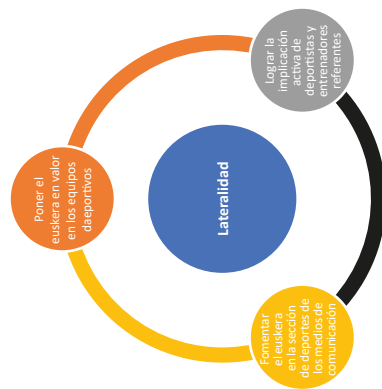 Poner el
euskera en valor
en los equipos
daeportivos
Lograr la
implicación
activa de
deportistas y
entrenadores
referentes
Lateralidad
Fomentar
el euskera
en la sección
de deportes de
los medios de
comunicación